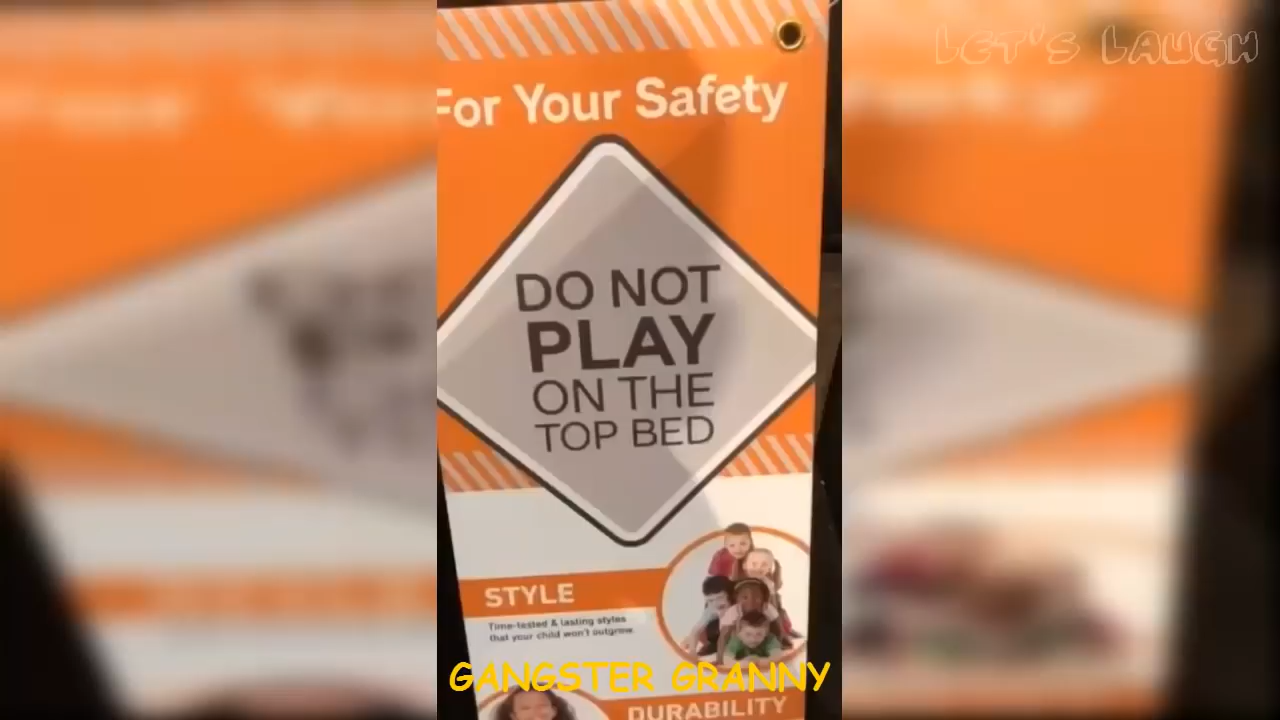 LET'S LAUGH
For Your Safety
DO NOT
PLAY
ON THE
TOP BED
STYLE
Time-tested & lasting styles
that your child won't outgrow
GANGSTER GRANNY
DURABILITY